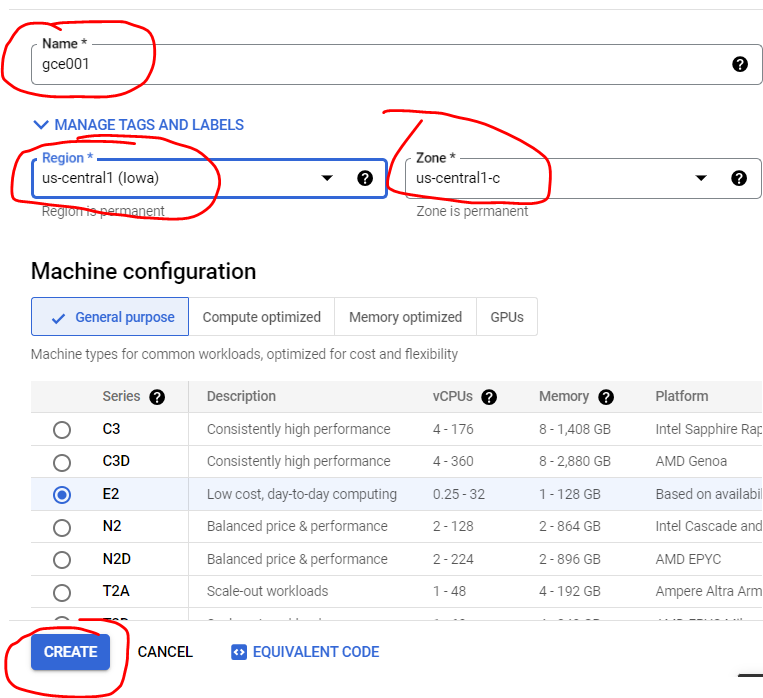 Name *
gce001
MANAGE TAGS AND LABELS
Region * Zone *
us-central1 (Iowa) us-central1-c
Region is permanent Zone is permanent
Machine configuration
General purpose Compute optimized Memory optimized GPUs
Machine types for common workloads, optimized for cost and flexibility
Series Description vCPUs Memory Platform
C3 Consistently high performance 4 - 176 8 - 1,408 GB Intel Sapphire Rap
C3D Consistently high performance 4 - 360 8 - 2,880 GB AMD Genoa
E2 Low cost, day-to-day computing 0.25 - 32 1 - 128 GB Based on availabil
N2 Balanced price & performance 2 - 128 2 - 864 GB Intel Cascade and
N2D Balanced price & performance 2 - 224 2 - 896 GB AMD EPYC
T2A Scale-out workloads 1 - 48 4 - 192 GB Ampere Altra Arm
CREATE CANCEL EQUIVALENT CODE